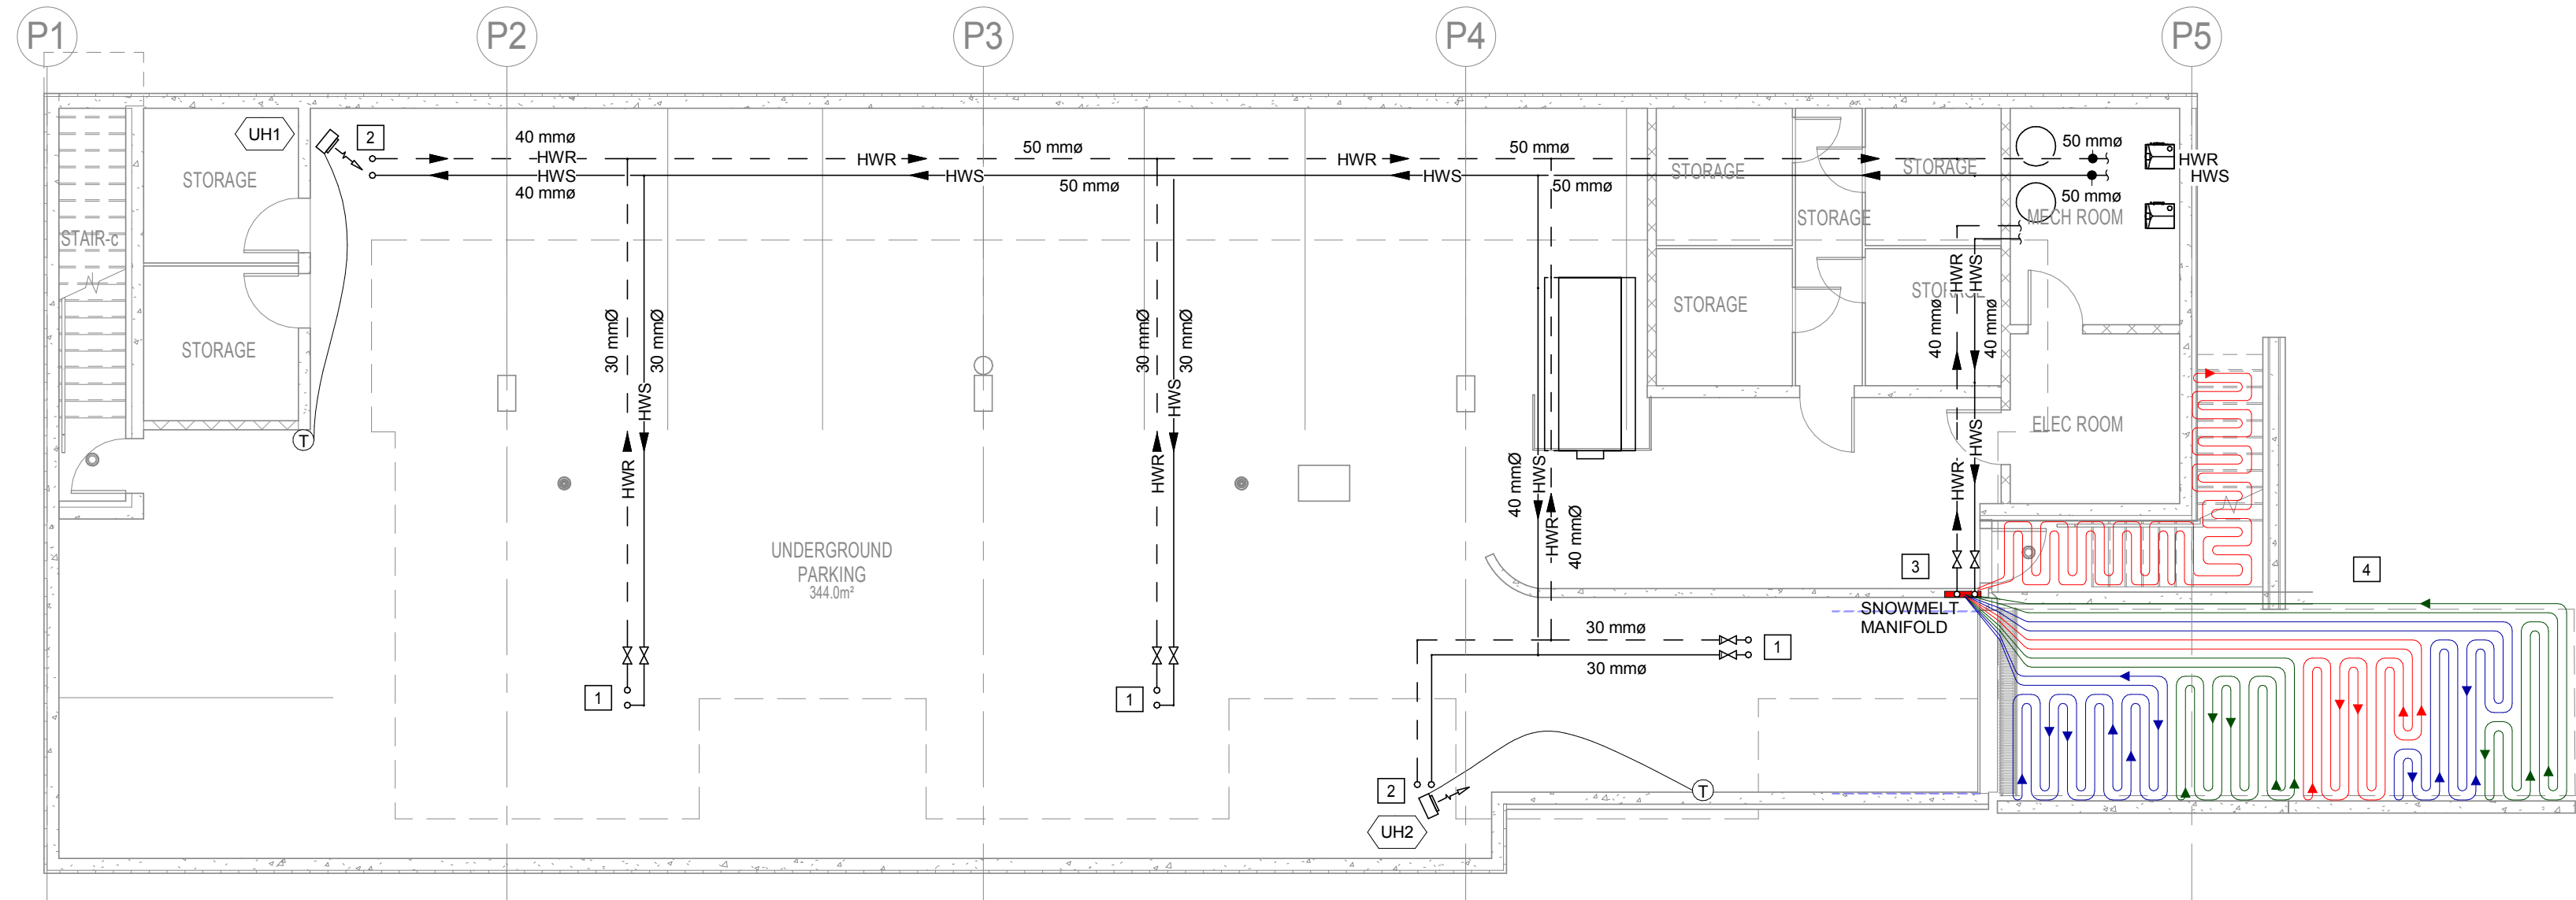 P1
P2
P3
P4
P5
UH1
2
40 mmø
HWR
HWS
40 mmø
HWR
HWS
50 mmø
50 mmø
HWR
HWS
50 mmø
50 mmø
50 mmø
50 mmø
HWR
HWS
STORAGE
STORAGE
STAIR-c
STORAGE
STORAGE
STORAGE
STORAGE
STORAGE
MECH ROOM
ELEC ROOM
30 mmØ
30 mmØ
HWS
HWR
30 mmØ
30 mmØ
HWS
HWR
40 mmØ
HWS
HWR
40 mmØ
HWR
HWS
40 mmØ
40 mmØ
HWS
HWR
T
UNDERGROUND
PARKING
344.0m²
3
SNOWMELT
MANIFOLD
4
30 mmø
30 mmø
1
1
1
2
UH2
T